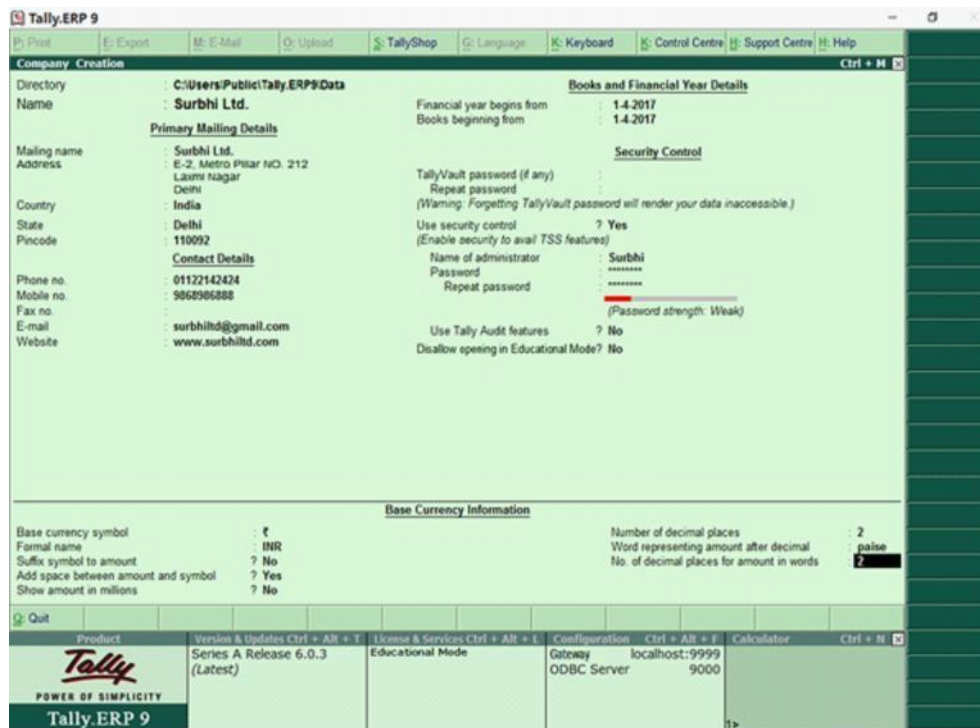 Tally.ERP 9
P: Print E: Export M: E-Mail O: Upload S: TallyShop G: Language K: Keyboard K: Control Centre H: Support Centre H: Help
Company Creation Ctrl + M
Directory : C:\Users\Public\Tally.ERP9\Data
Name : Surbhi Ltd.
Primary Mailing Details
Mailing name : Surbhi Ltd.
Address : E-2, Metro Pillar NO. 212
Laxmi Nagar
Delhi
Country : India
State : Delhi
Pincode : 110092
Contact Details
Phone no. : 01122142424
Mobile no. : 9868986888
Fax no. :
E-mail : surbhiltd@gmail.com
Website : www.surbhiltd.com
Books and Financial Year Details
Financial year begins from : 1-4-2017
Books beginning from : 1-4-2017
Security Control
TallyVault password (if any) :
Repeat password :
(Warning: Forgetting TallyVault password will render your data inaccessible.)
Use security control ? Yes
(Enable security to avail TSS features)
Name of administrator : Surbhi
Password : ********
Repeat password : ********
(Password strength: Weak)
Use Tally Audit features ? No
Disallow opening in Educational Mode? No
Base Currency Information
Base currency symbol : ₹
Formal name : INR
Suffix symbol to amount ? No
Add space between amount and symbol ? Yes
Show amount in millions ? No
Number of decimal places : 2
Word representing amount after decimal : paise
No. of decimal places for amount in words : 2
Q: Quit
Product
Tally
POWER OF SIMPLICITY
Tally.ERP 9
Version & Updates Ctrl + Alt + T
Series A Release 6.0.3
(Latest)
License & Services Ctrl + Alt + L
Educational Mode
Configuration Ctrl + Alt + F
Gateway localhost:9999
ODBC Server 9000
Calculator Ctrl + N
1>